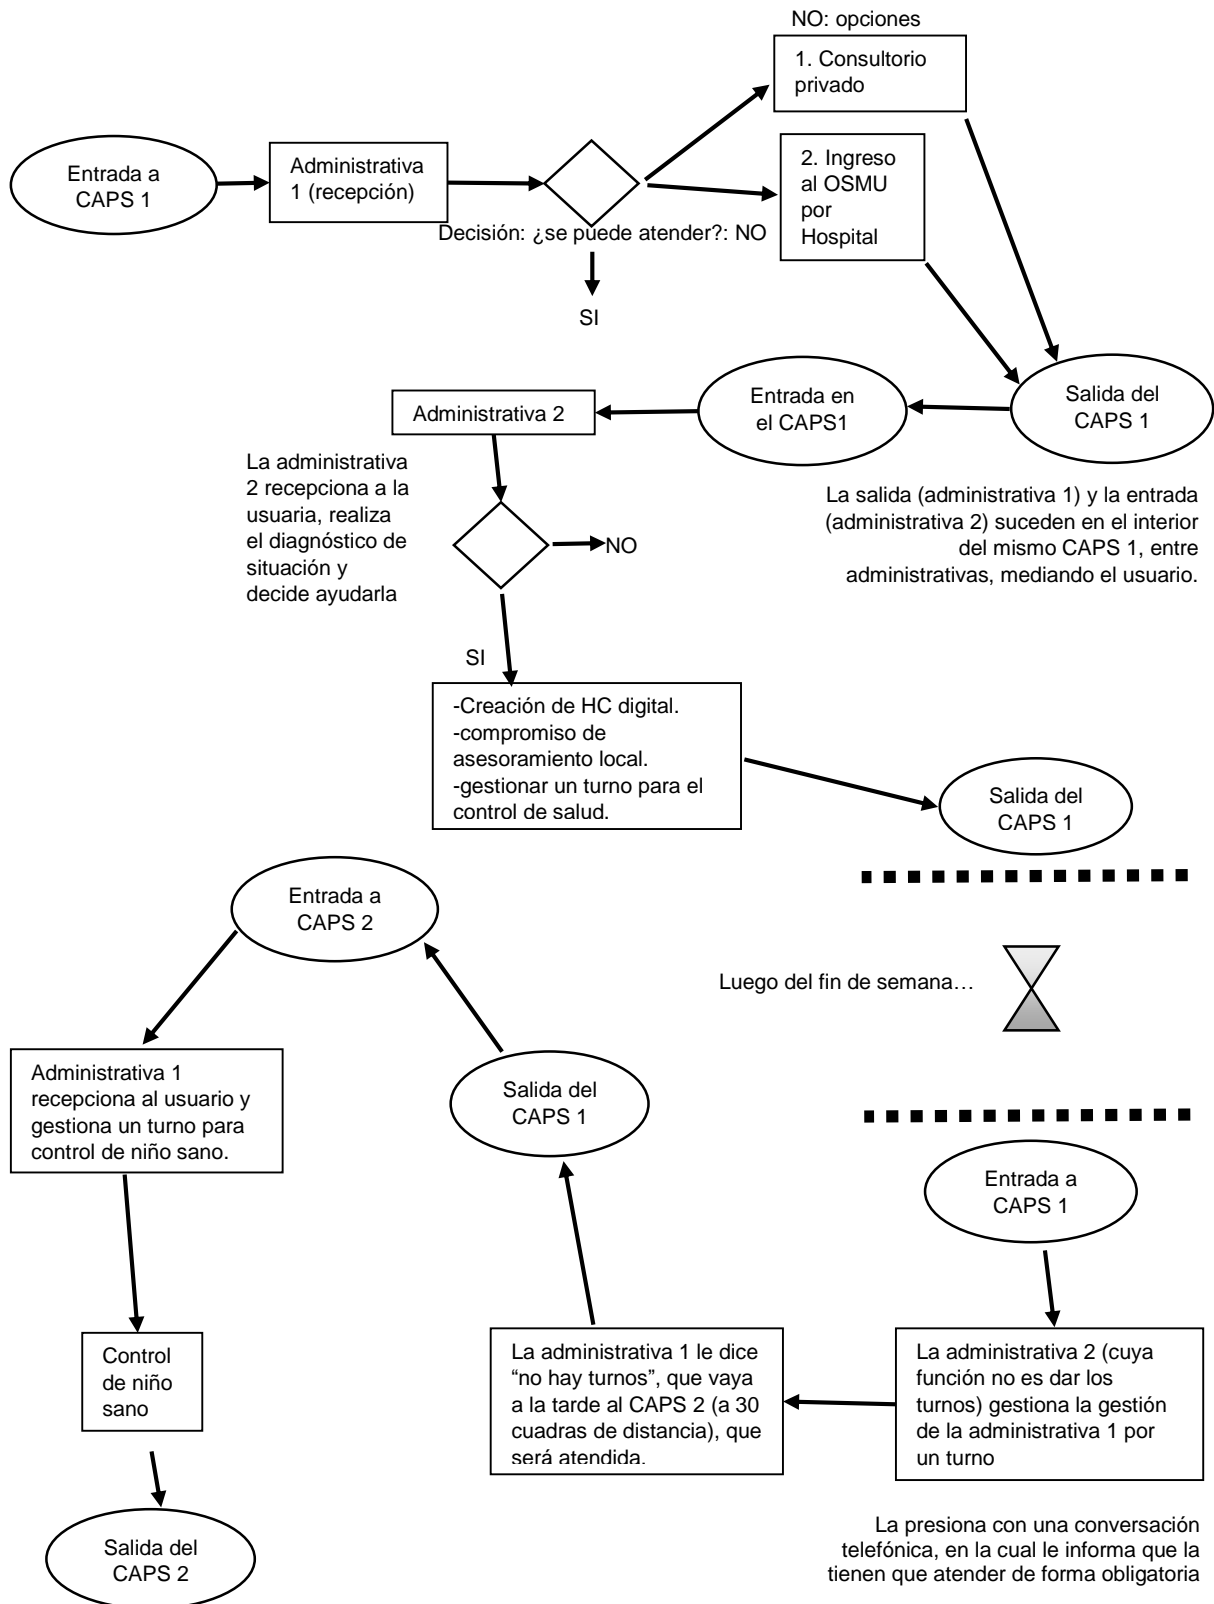 NO: opciones
1. Consultorio
privado
Entrada a
CAPS 1
Administrativa
1 (recepción)
2. Ingreso
al OSMU
por
Hospital
Decisión: ¿se puede atender?: NO
SI
Salida del
CAPS 1
Entrada en
el CAPS1
Administrativa 2
La administrativa
2 recepciona a la
usuaria, realiza
el diagnóstico de
situación y
decide ayudarla
NO
La salida (administrativa 1) y la entrada
(administrativa 2) suceden en el interior
del mismo CAPS 1, entre
administrativas, mediando el usuario.
SI
-Creación de HC digital.
-compromiso de
asesoramiento local.
-gestionar un turno para el
control de salud.
Salida del
CAPS 1
Luego del fin de semana…
Entrada a
CAPS 1
La administrativa 2 (cuya
función no es dar los
turnos) gestiona la gestión
de la administrativa 1 por
un turno
La presiona con una conversación
telefónica, en la cual le informa que la
tienen que atender de forma obligatoria
La administrativa 1 le dice
“no hay turnos”, que vaya
a la tarde al CAPS 2 (a 30
cuadras de distancia), que
será atendida.
Salida del
CAPS 1
Entrada a
CAPS 2
Administrativa 1
recepciona al usuario y
gestiona un turno para
control de niño sano.
Control
de niño
sano
Salida del
CAPS 2